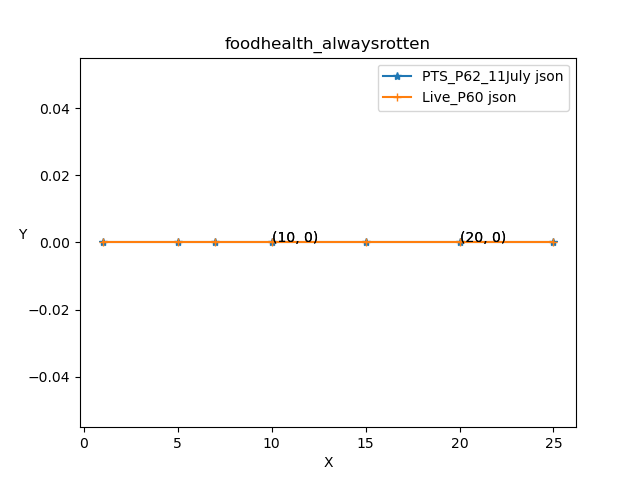 foodhealth_alwaysrotten
PTS_P62_11July json
Live_P60 json
0.04
0.02
0.00
−0.02
−0.04
Y
(10, 0)
(20, 0)
0
5
10
15
20
25
X